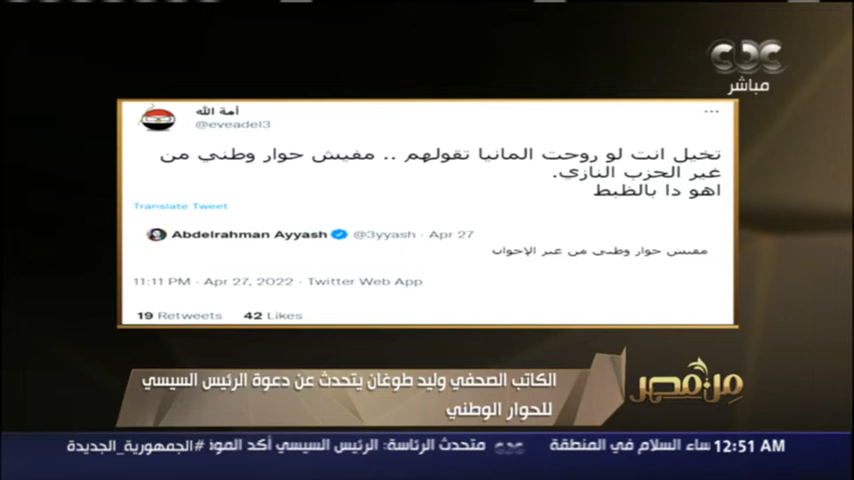 cbc
مباشر
أمة الله
@eveadel3
تخيل انت لو روحت المانيا تقولهم .. مفيش حوار وطني من
غير الحزب النازي.
اهو دا بالظبط
Translate Tweet
Abdelrahman Ayyash @3yyash · Apr 27
مفيش حوار وطني من غير الإخوان
11:11 PM · Apr 27, 2022 · Twitter Web App
19 Retweets 42 Likes
من مصر
الكاتب الصحفي وليد طوغان يتحدث عن دعوة الرئيس السيسي
للحوار الوطني
12:51 AM
ساء السلام في المنطقة cbc متحدث الرئاسة: الرئيس السيسي أكد المود #الجمهورية_الجديدة